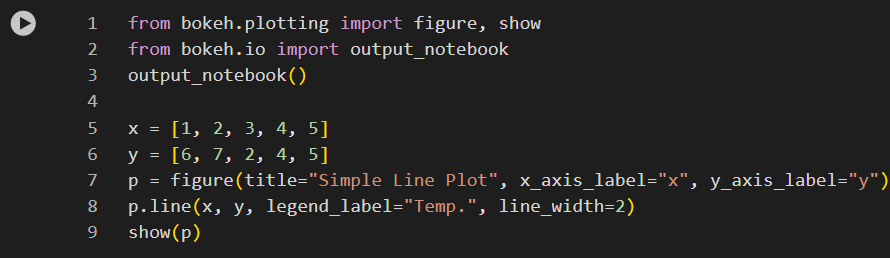 1 from bokeh.plotting import figure, show
2 from bokeh.io import output_notebook
3 output_notebook()
4
5 x = [1, 2, 3, 4, 5]
6 y = [6, 7, 2, 4, 5]
7 p = figure(title="Simple Line Plot", x_axis_label="x", y_axis_label="y")
8 p.line(x, y, legend_label="Temp.", line_width=2)
9 show(p)